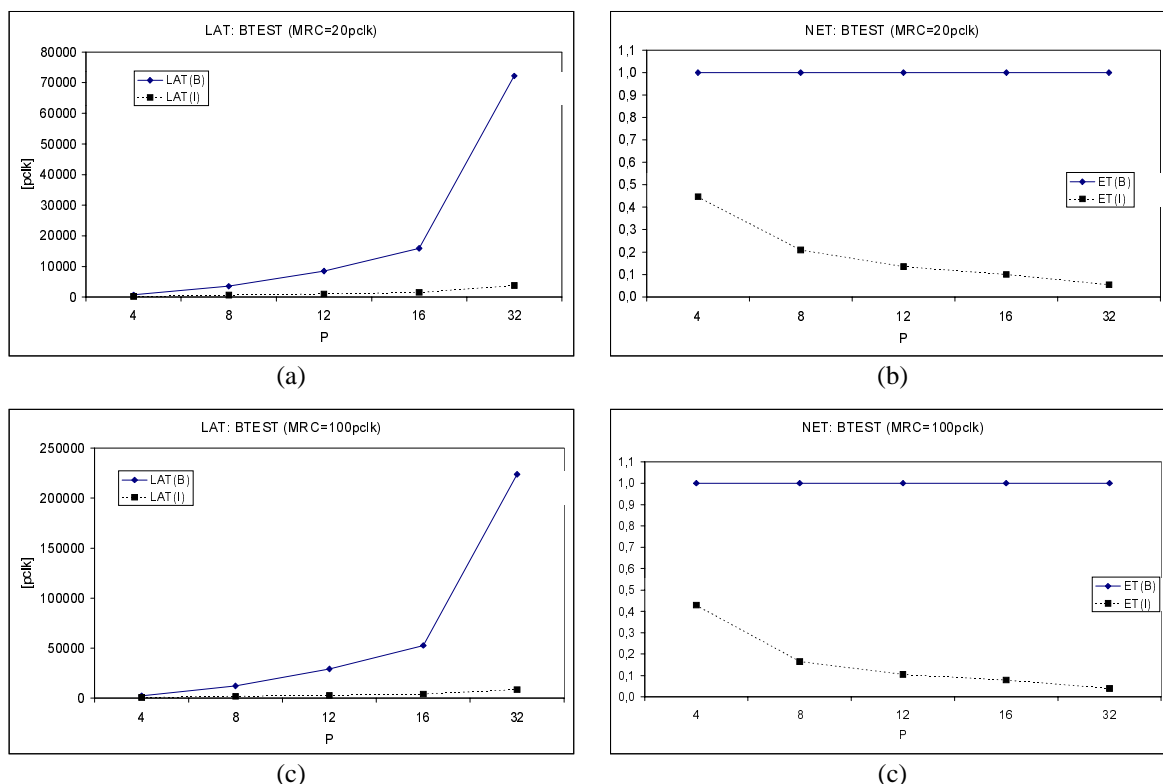 LAT: BTEST (MRC=20pclk)
80000
70000
60000
50000
40000
30000
20000
10000
0
[pclk]
LAT(B)
LAT(I)
4 8 12 16 32
P
(a)
NET: BTEST (MRC=20pclk)
1,1
1,0
0,9
0,8
0,7
0,6
0,5
0,4
0,3
0,2
0,1
0,0
ET(B)
ET(I)
4 8 12 16 32
P
(b)
LAT: BTEST (MRC=100pclk)
250000
200000
150000
100000
50000
0
[pclk]
LAT(B)
LAT(I)
4 8 12 16 32
P
(c)
NET: BTEST (MRC=100pclk)
1,1
1,0
0,9
0,8
0,7
0,6
0,5
0,4
0,3
0,2
0,1
0,0
ET(B)
ET(I)
4 8 12 16 32
P
(c)